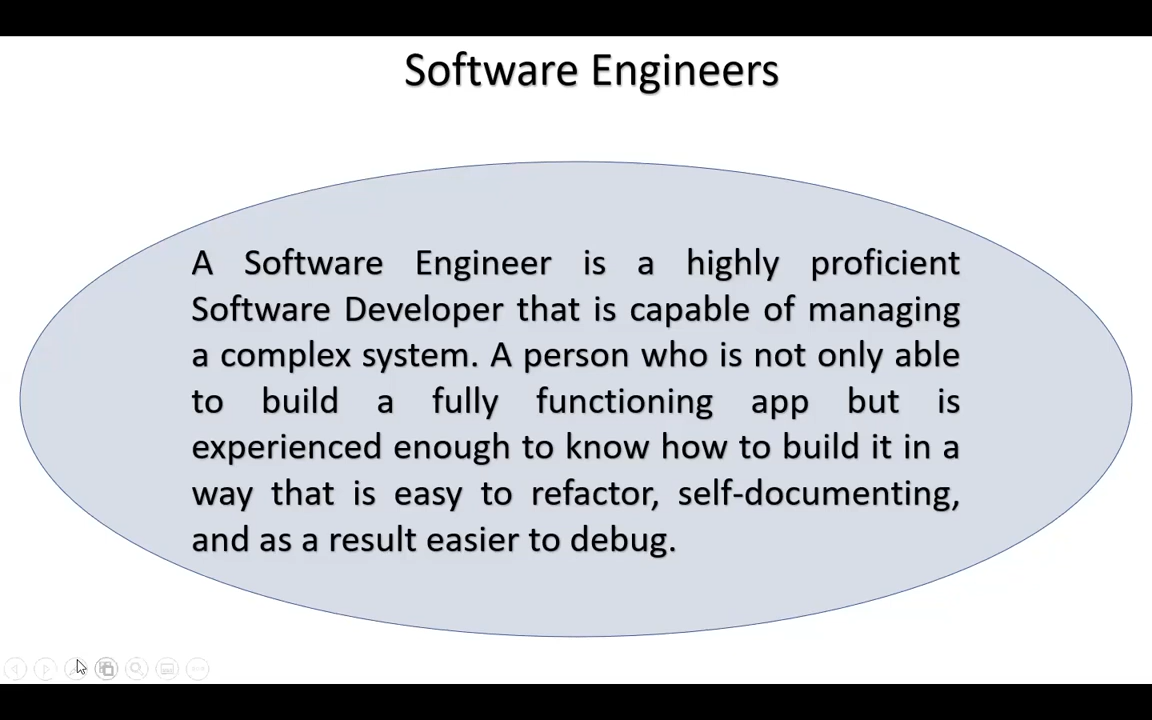 Software Engineers
A Software Engineer is a highly proficient
Software Developer that is capable of managing
a complex system. A person who is not only able
to build a fully functioning app but is
experienced enough to know how to build it in a
way that is easy to refactor, self-documenting,
and as a result easier to debug.